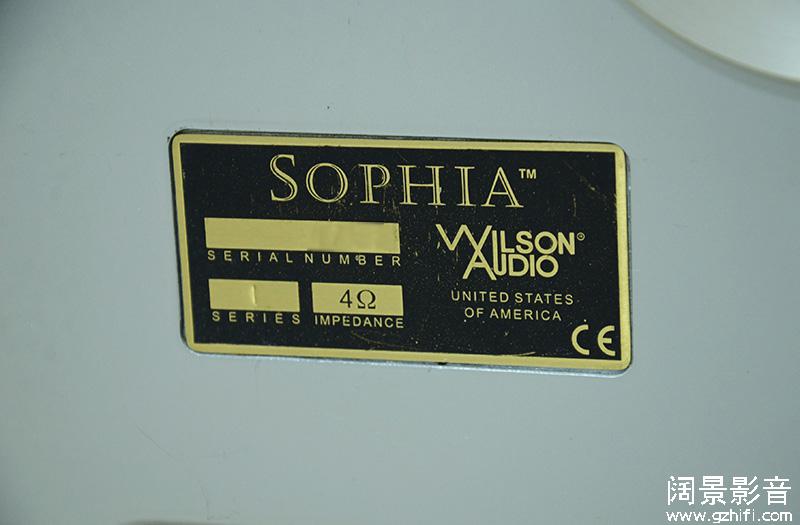 SOPHIA™
SERIAL NUMBER
I
SERIES
4Ω
IMPEDANCE
WILSON®
AUDIO
UNITED STATES
OF AMERICA
CE
阔景影音
www.gzhifi.com